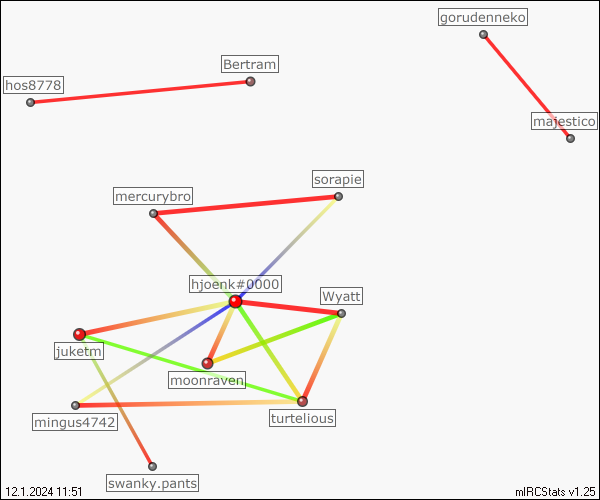 gorudenneko
Bertram
hos8778
majestico
sorapie
mercurybro
hjoenk#0000
Wyatt
juketm
moonraven
turtelious
mingus4742
swanky.pants
12.1.2024 11:51
mIRCStats v1.25